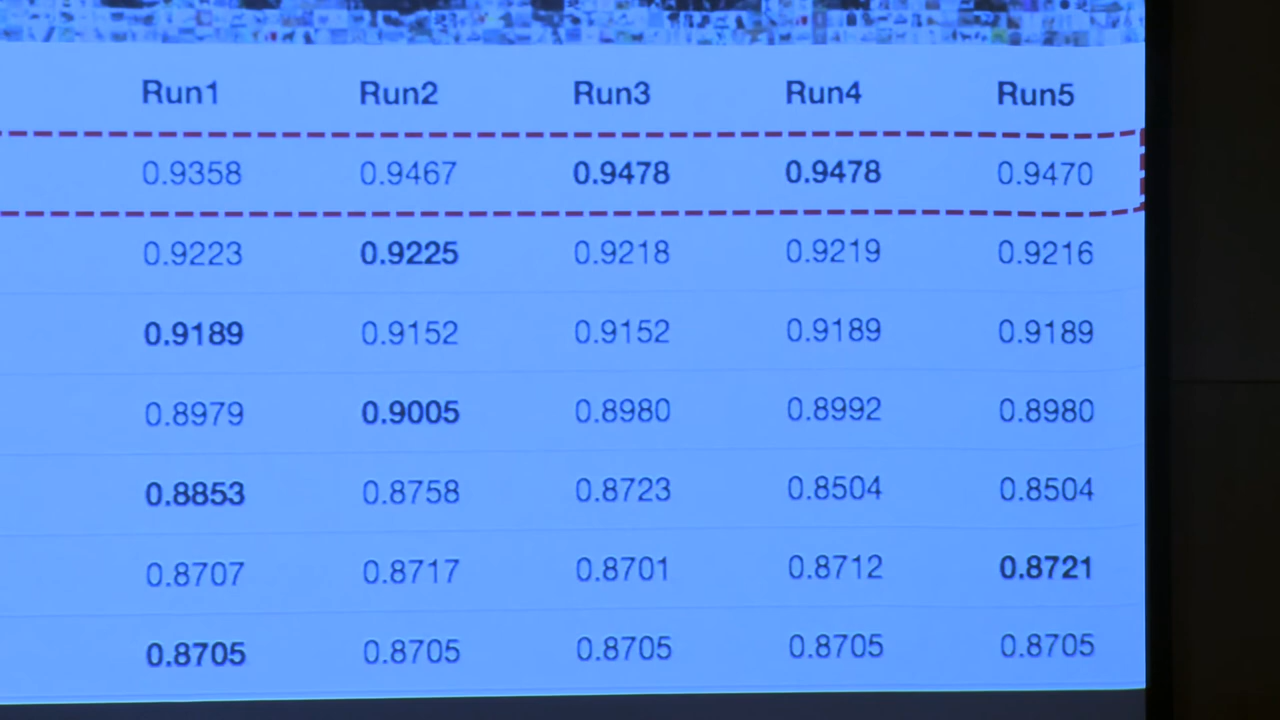 Run1 Run2 Run3 Run4 Run5
0.9358 0.9467 0.9478 0.9478 0.9470
0.9223 0.9225 0.9218 0.9219 0.9216
0.9189 0.9152 0.9152 0.9189 0.9189
0.8979 0.9005 0.8980 0.8992 0.8980
0.8853 0.8758 0.8723 0.8504 0.8504
0.8707 0.8717 0.8701 0.8712 0.8721
0.8705 0.8705 0.8705 0.8705 0.8705